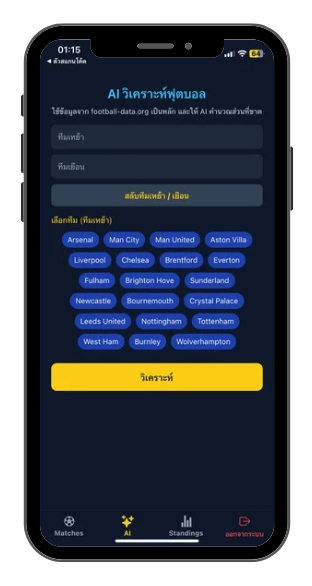 01:15
64
◀ ตัวสแกนโค้ด
AI วิเคราะห์ฟุตบอล
ใช้ข้อมูลจาก football-data.org เป็นหลัก และให้ AI คำนวณส่วนที่ขาด
ทีมเหย้า
ทีมเยือน
สลับทีมเหย้า / เยือน
เลือกทีม (ทีมเหย้า)
Arsenal Man City Man United Aston Villa
Liverpool Chelsea Brentford Everton
Fulham Brighton Hove Sunderland
Newcastle Bournemouth Crystal Palace
Leeds United Nottingham Tottenham
West Ham Burnley Wolverhampton
วิเคราะห์
Matches AI Standings ออกจากระบบ